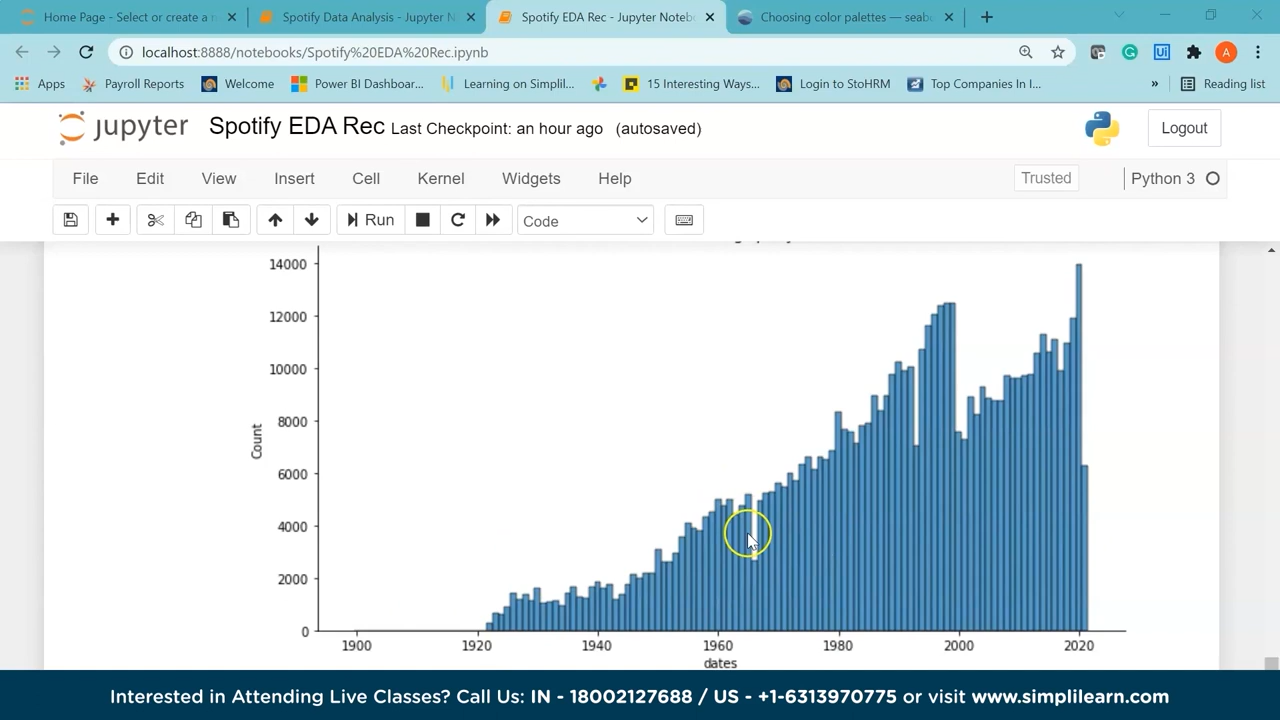 Home Page - Select or create a n
Spotify Data Analysis - Jupyter N
Spotify EDA Rec - Jupyter Noteb
Choosing color palettes — seab
localhost:8888/notebooks/Spotify%20EDA%20Rec.ipynb
A
Apps
Payroll Reports
Welcome
Power BI Dashboar...
Learning on Simplil...
15 Interesting Ways...
Login to StoHRM
Top Companies In I...
»
Reading list
jupyter
Spotify EDA Rec Last Checkpoint: an hour ago (autosaved)
Logout
File
Edit
View
Insert
Cell
Kernel
Widgets
Help
Trusted
Python 3
Run
Code
14000
12000
10000
8000
6000
4000
2000
0
Count
1900
1920
1940
1960
1980
2000
2020
dates
Interested in Attending Live Classes? Call Us: IN - 18002127688 / US - +1-6313970775 or visit www.simplilearn.com